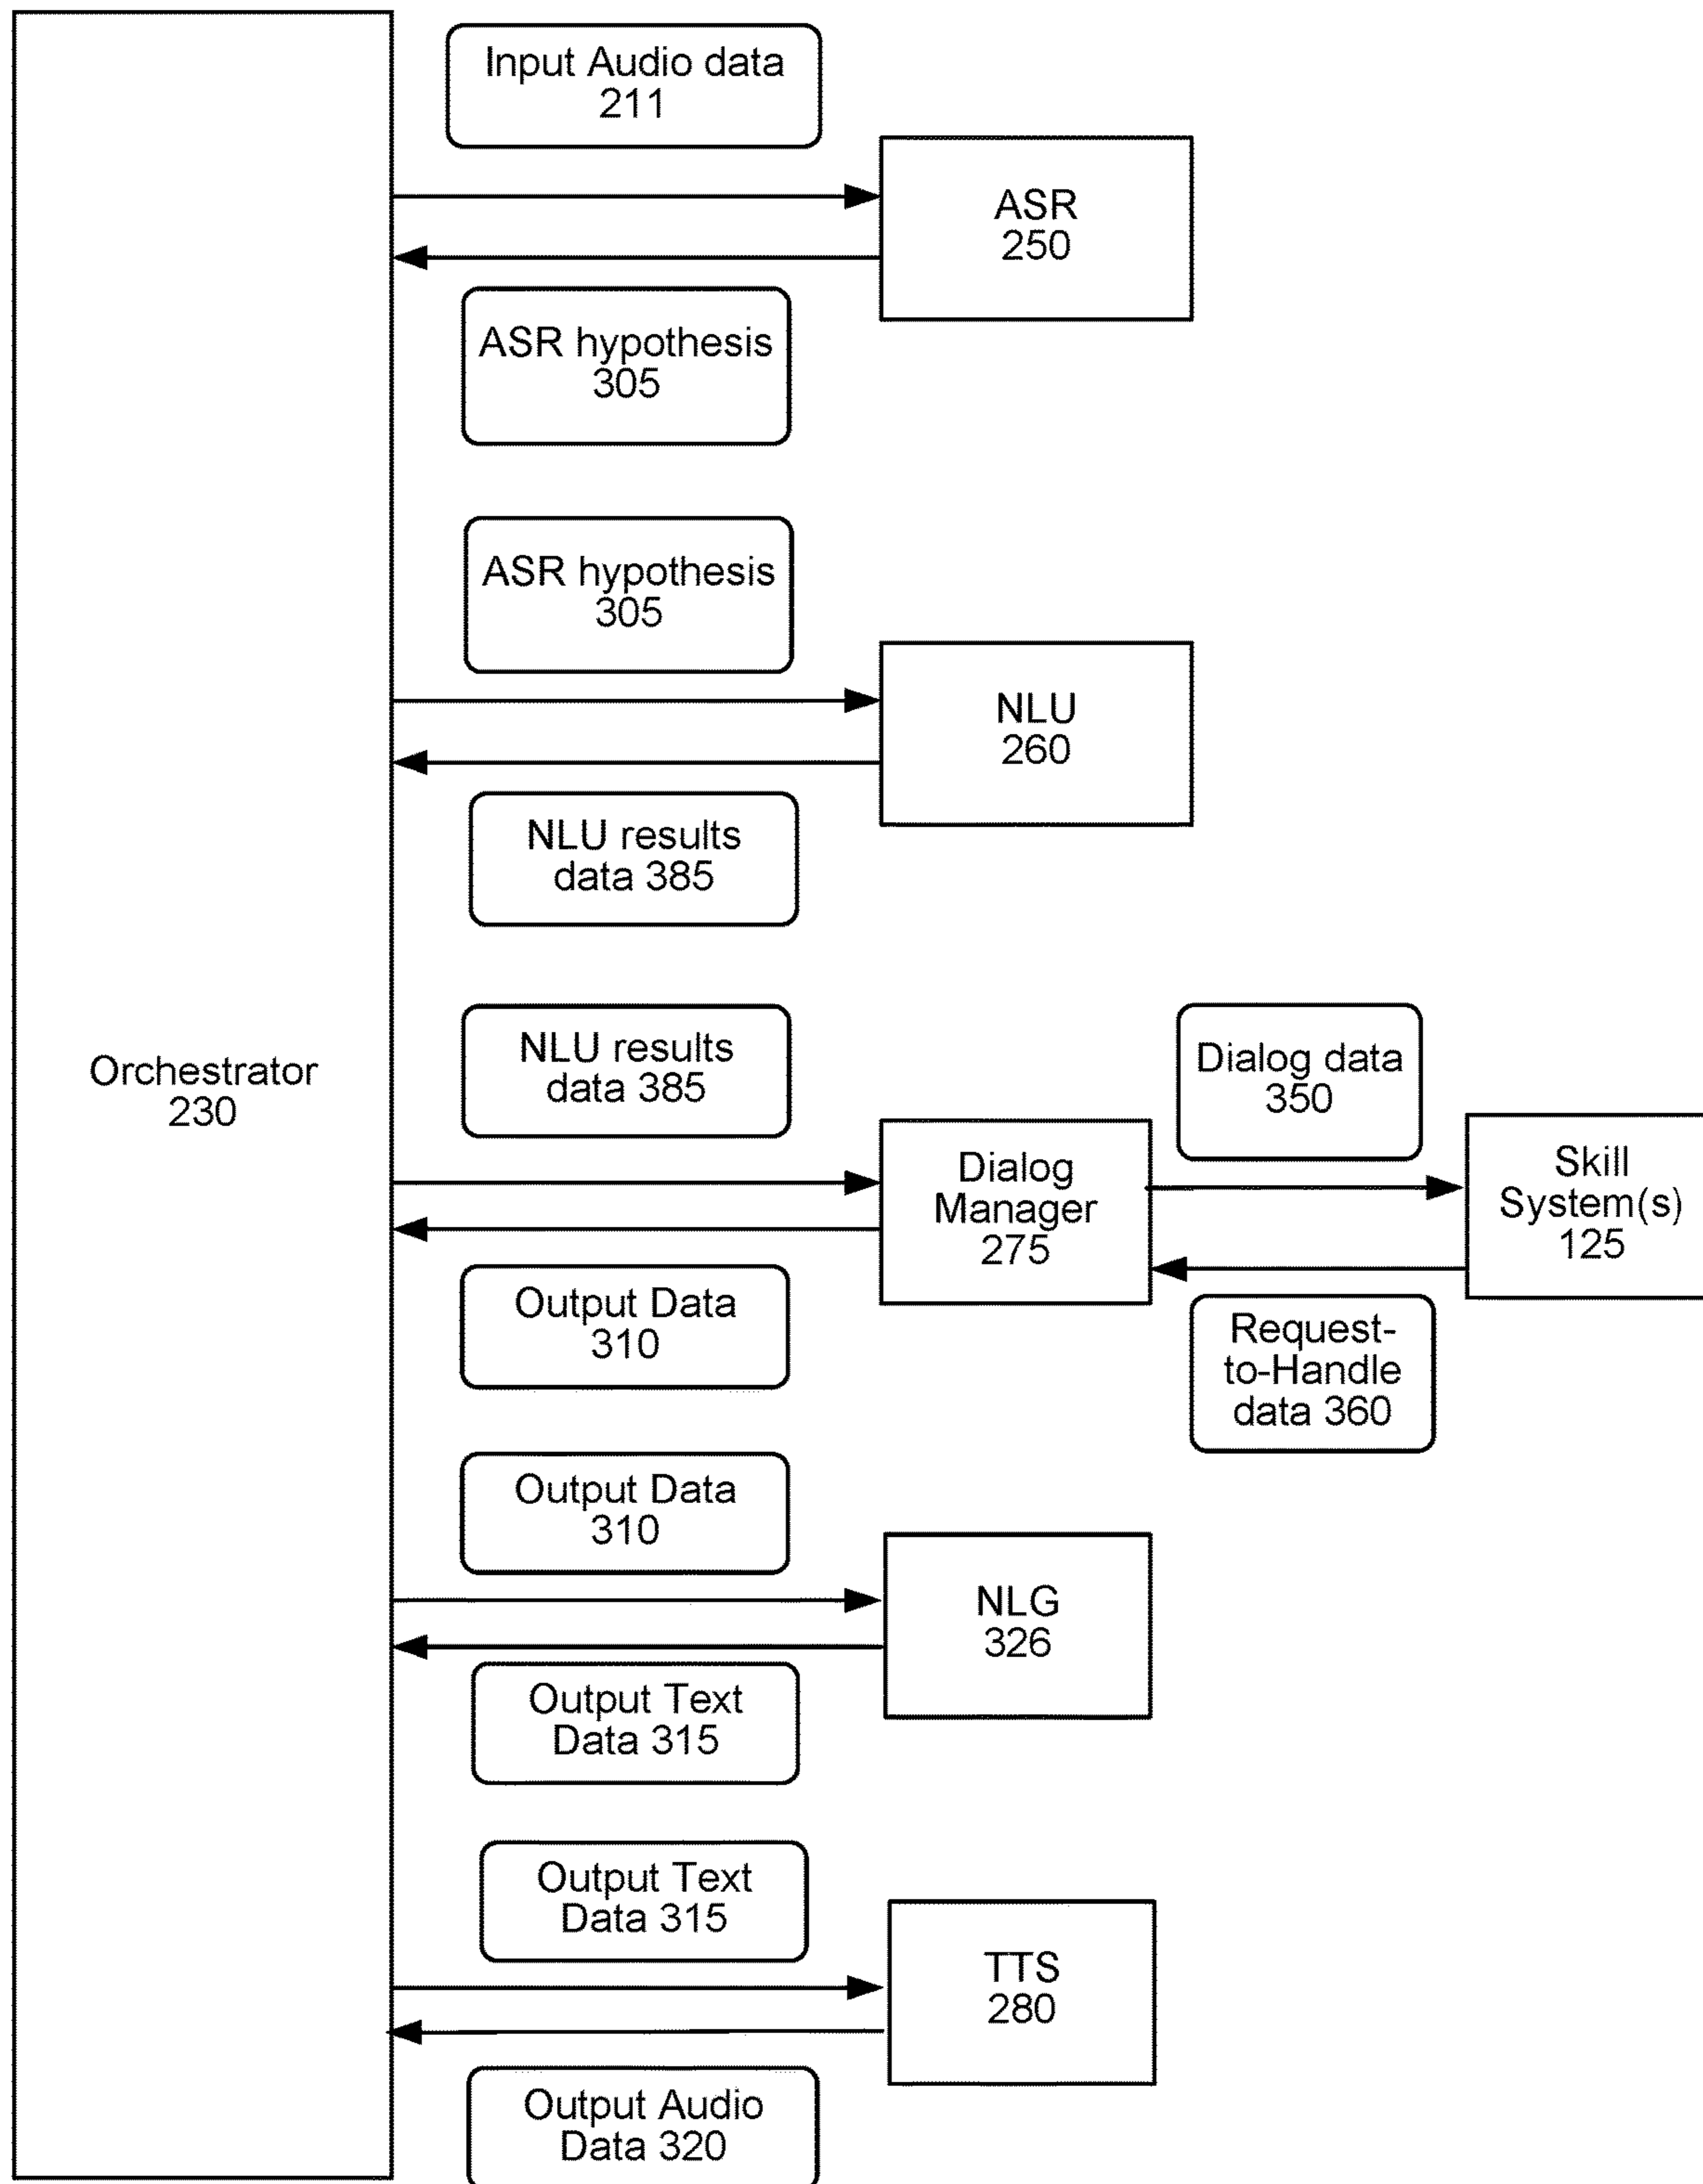 Input Audio data
211
ASR
250
ASR hypothesis
305
ASR hypothesis
305
NLU
260
NLU results
data 385
Orchestrator
230
NLU results
data 385
Dialog data
350
Dialog
Manager
275
Skill
System(s)
125
Output Data
310
Request-
to-Handle
data 360
Output Data
310
NLG
326
Output Text
Data 315
Output Text
Data 315
TTS
280
Output Audio
Data 320